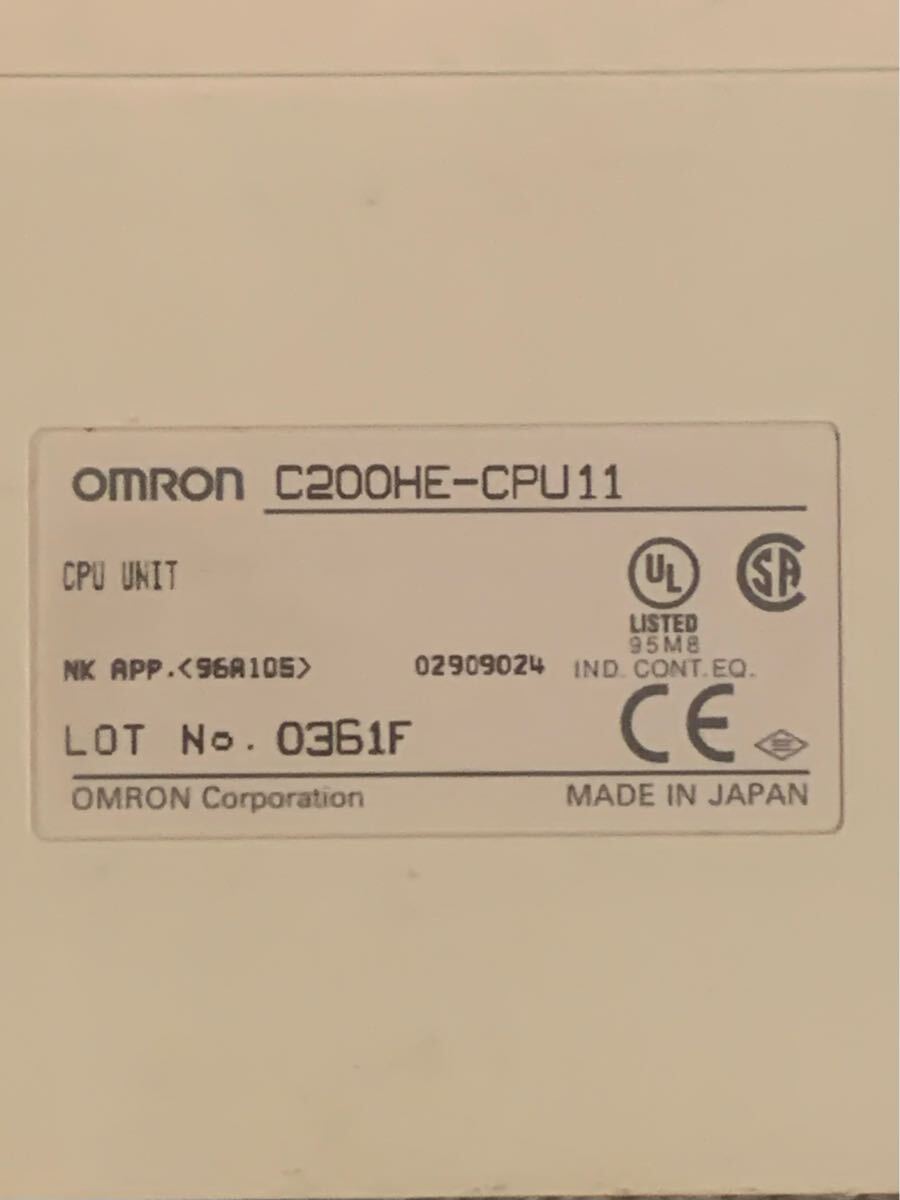 OMRON C200HE-CPU11
CPU UNIT
UL
SA
LISTED
95M8
NK APP.<96A105> 02909024 IND. CONT.EQ.
LOT No. 0361F CE
OMRON Corporation MADE IN JAPAN